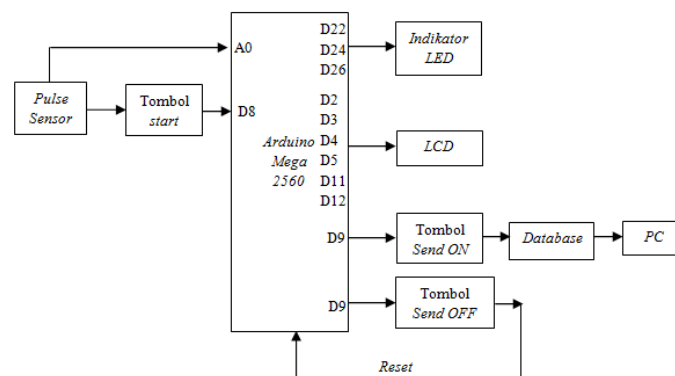 Pulse
Sensor
Tombol
start
A0
D8
Arduino
Mega
2560
D22
D24
D26
D2
D3
D4
D5
D11
D12
D9
D9
Indikator
LED
LCD
Tombol
Send ON
Database
PC
Tombol
Send OFF
Reset